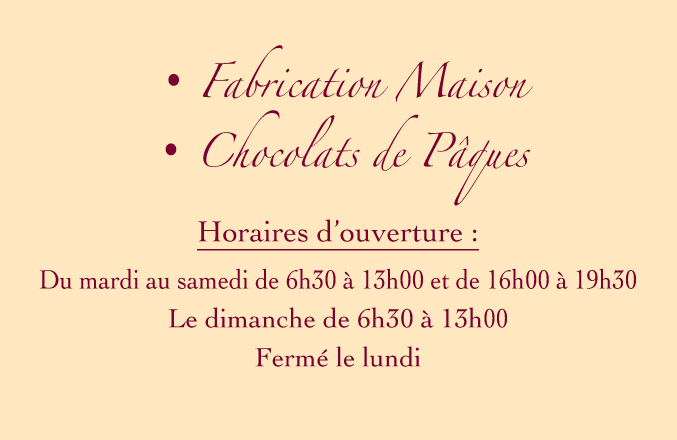 • Fabrication Maison
• Chocolats de Pâques
Horaires d’ouverture :
Du mardi au samedi de 6h30 à 13h00 et de 16h00 à 19h30
Le dimanche de 6h30 à 13h00
Fermé le lundi